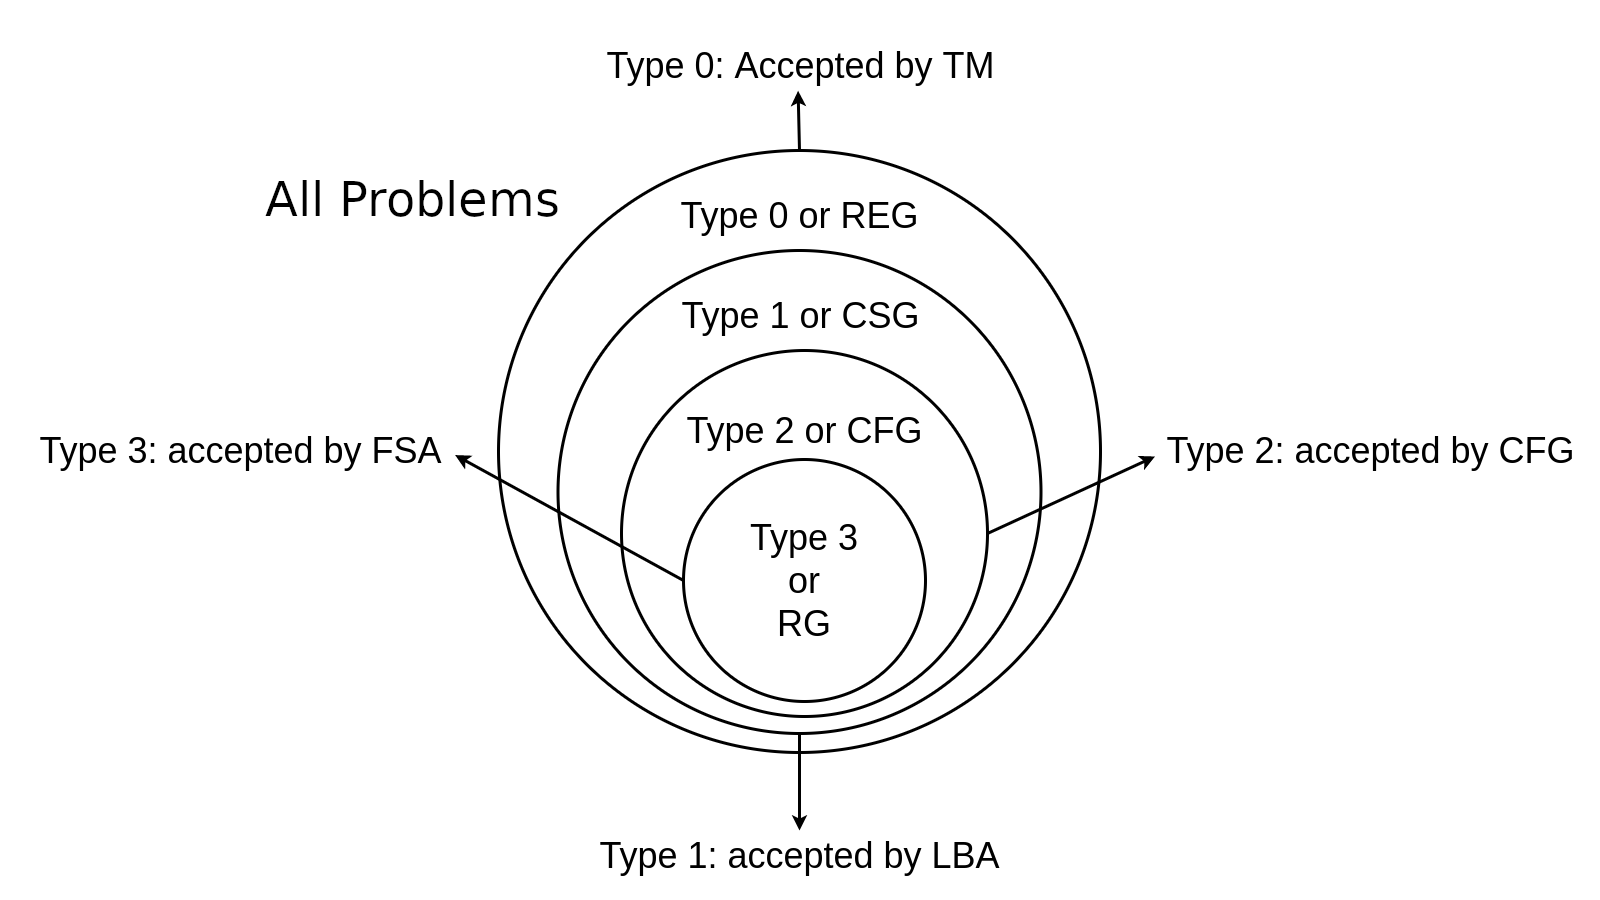 Type 0: Accepted by TM
All Problems
Type 0 or REG
Type 1 or CSG
Type 2 or CFG
Type 3: accepted by FSA
Type 2: accepted by CFG
Type 3
or
RG
Type 1: accepted by LBA